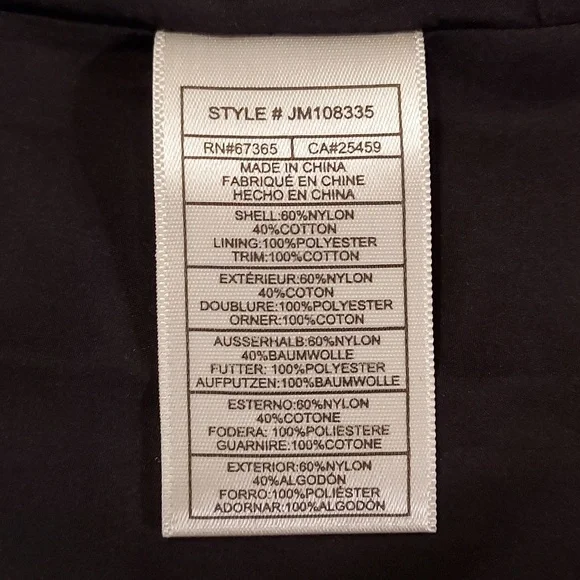 STYLE # JM108335
RN#67365 CA#25459
MADE IN CHINA
FABRIQUÉ EN CHINE
HECHO EN CHINA
SHELL:60%NYLON
40%COTTON
LINING:100%POLYESTER
TRIM:100%COTTON
EXTÉRIEUR:60%NYLON
40%COTON
DOUBLURE:100%POLYESTER
ORNER:100%COTON
AUSSERHALB:60%NYLON
40%BAUMWOLLE
FUTTER: 100%POLYESTER
AUFPUTZEN:100%BAUMWOLLE
ESTERNO:60%NYLON
40%COTONE
FODERA: 100%POLIESTERE
GUARNIRE:100%COTONE
EXTERIOR:60%NYLON
40%ALGODÓN
FORRO:100%POLIÉSTER
ADORNAR:100%ALGODÓN